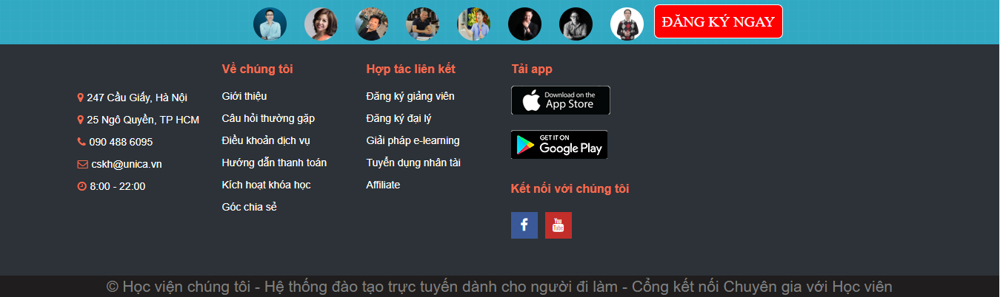 ĐĂNG KÝ NGAY
247 Cầu Giấy, Hà Nội
25 Ngô Quyền, TP HCM
090 488 6095
cskh@unica.vn
8:00 - 22:00
Về chúng tôi
Giới thiệu
Câu hỏi thường gặp
Điều khoản dịch vụ
Hướng dẫn thanh toán
Kích hoạt khóa học
Góc chia sẻ
Hợp tác liên kết
Đăng ký giảng viên
Đăng ký đại lý
Giải pháp e-learning
Tuyển dụng nhân tài
Affiliate
Tải app
Download on the
App Store
GET IT ON
Google Play
Kết nối với chúng tôi
f
You
Tube
© Học viện chúng tôi - Hệ thống đào tạo trực tuyến dành cho người đi làm - Cổng kết nối Chuyên gia với Học viên